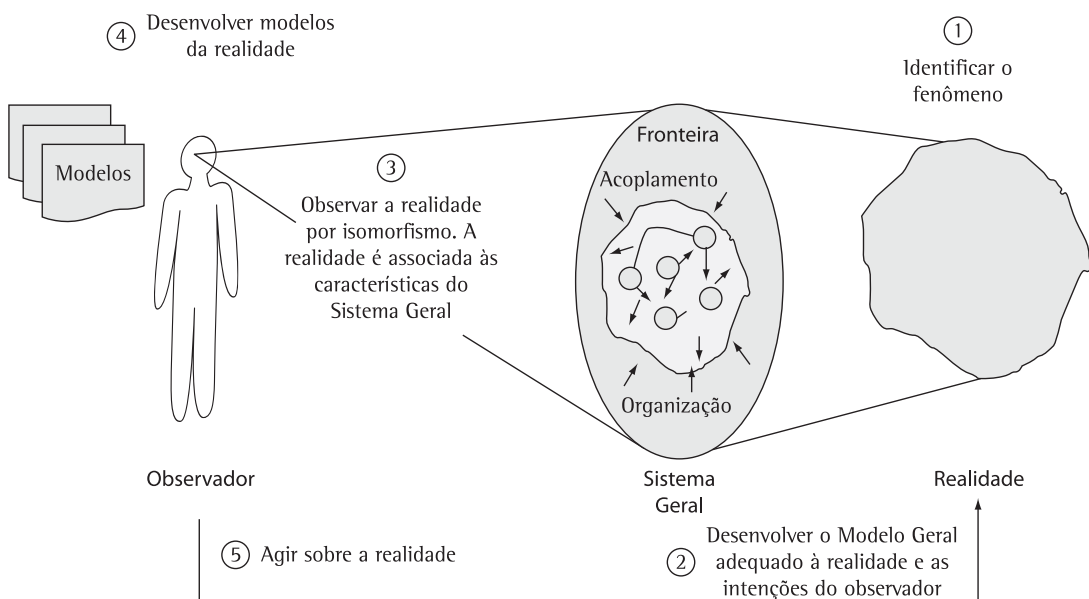 ④ Desenvolver modelos
da realidade
①
Identificar o
fenômeno
Modelos
③
Observar a realidade
por isomorfismo. A
realidade é associada às
características do
Sistema Geral
Fronteira
Acoplamento
Organização
Observador
Sistema
Geral
Realidade
⑤ Agir sobre a realidade
② Desenvolver o Modelo Geral
adequado à realidade e as
intenções do observador